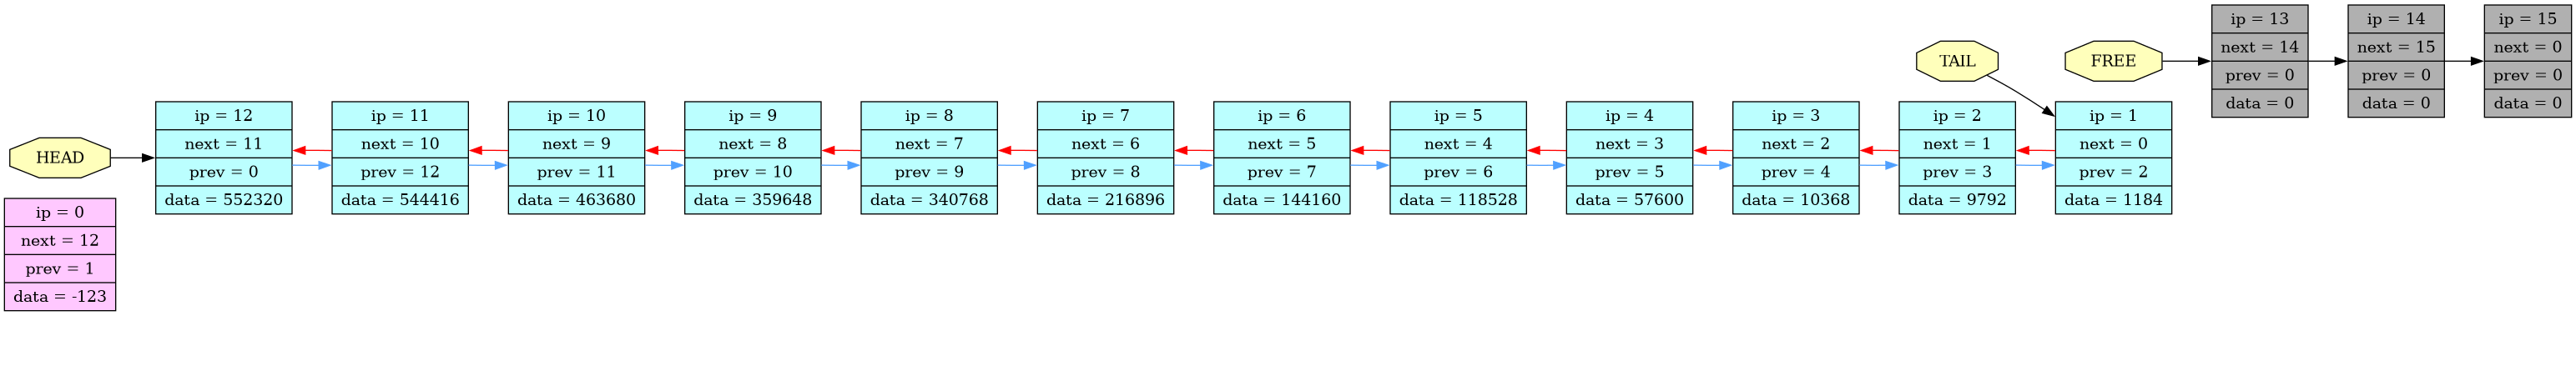 HEAD
ip = 0
next = 12
prev = 1
data = -123
ip = 12
next = 11
prev = 0
data = 552320
ip = 11
next = 10
prev = 12
data = 544416
ip = 10
next = 9
prev = 11
data = 463680
ip = 9
next = 8
prev = 10
data = 359648
ip = 8
next = 7
prev = 9
data = 340768
ip = 7
next = 6
prev = 8
data = 216896
ip = 6
next = 5
prev = 7
data = 144160
ip = 5
next = 4
prev = 6
data = 118528
ip = 4
next = 3
prev = 5
data = 57600
ip = 3
next = 2
prev = 4
data = 10368
TAIL
ip = 2
next = 1
prev = 3
data = 9792
ip = 1
next = 0
prev = 2
data = 1184
FREE
ip = 13
next = 14
prev = 0
data = 0
ip = 14
next = 15
prev = 0
data = 0
ip = 15
next = 0
prev = 0
data = 0